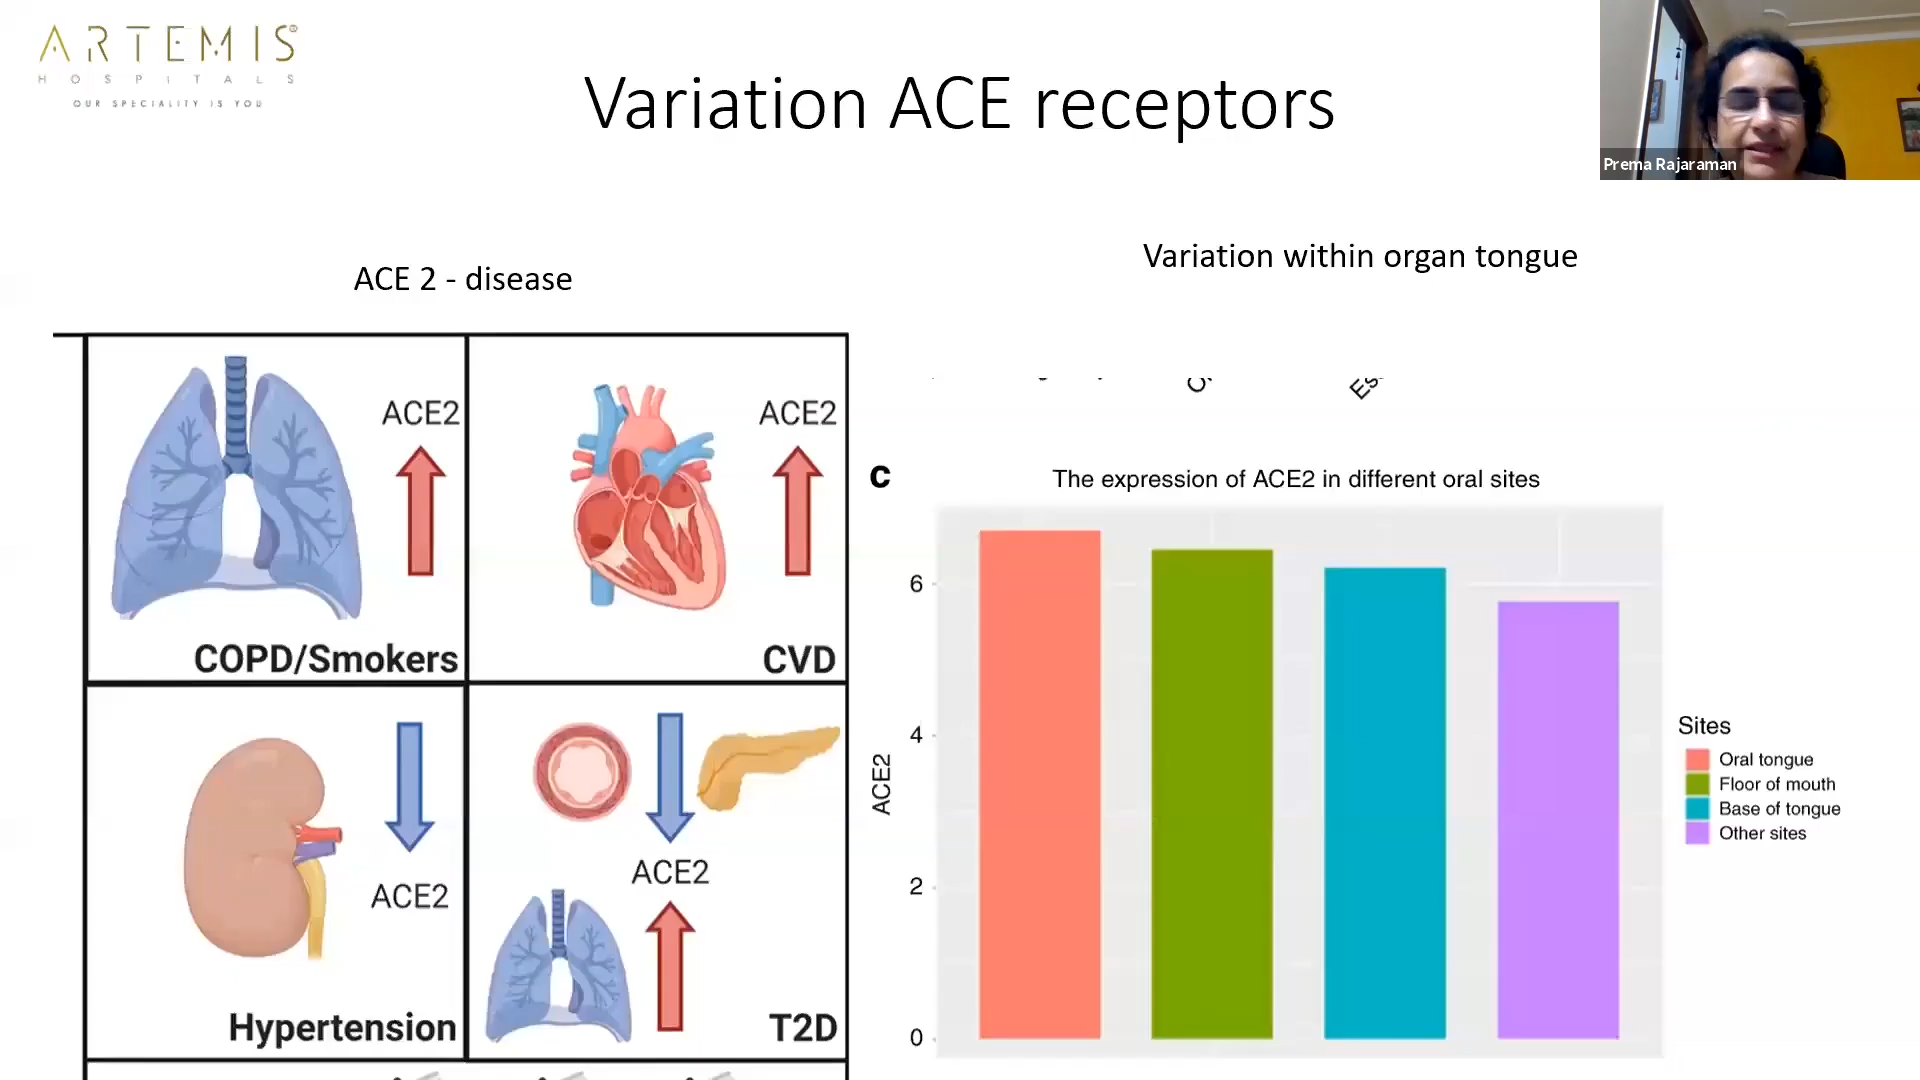 ARTEMIS
HOSPITALS
OUR SPECIALITY IS YOU
Variation ACE receptors
Prema Rajaraman
ACE 2 - disease
ACE2
COPD/Smokers
ACE2
CVD
ACE2
Hypertension
ACE2
T2D
Variation within organ tongue
c
The expression of ACE2 in different oral sites
ACE2
6
4
2
0
Sites
Oral tongue
Floor of mouth
Base of tongue
Other sites